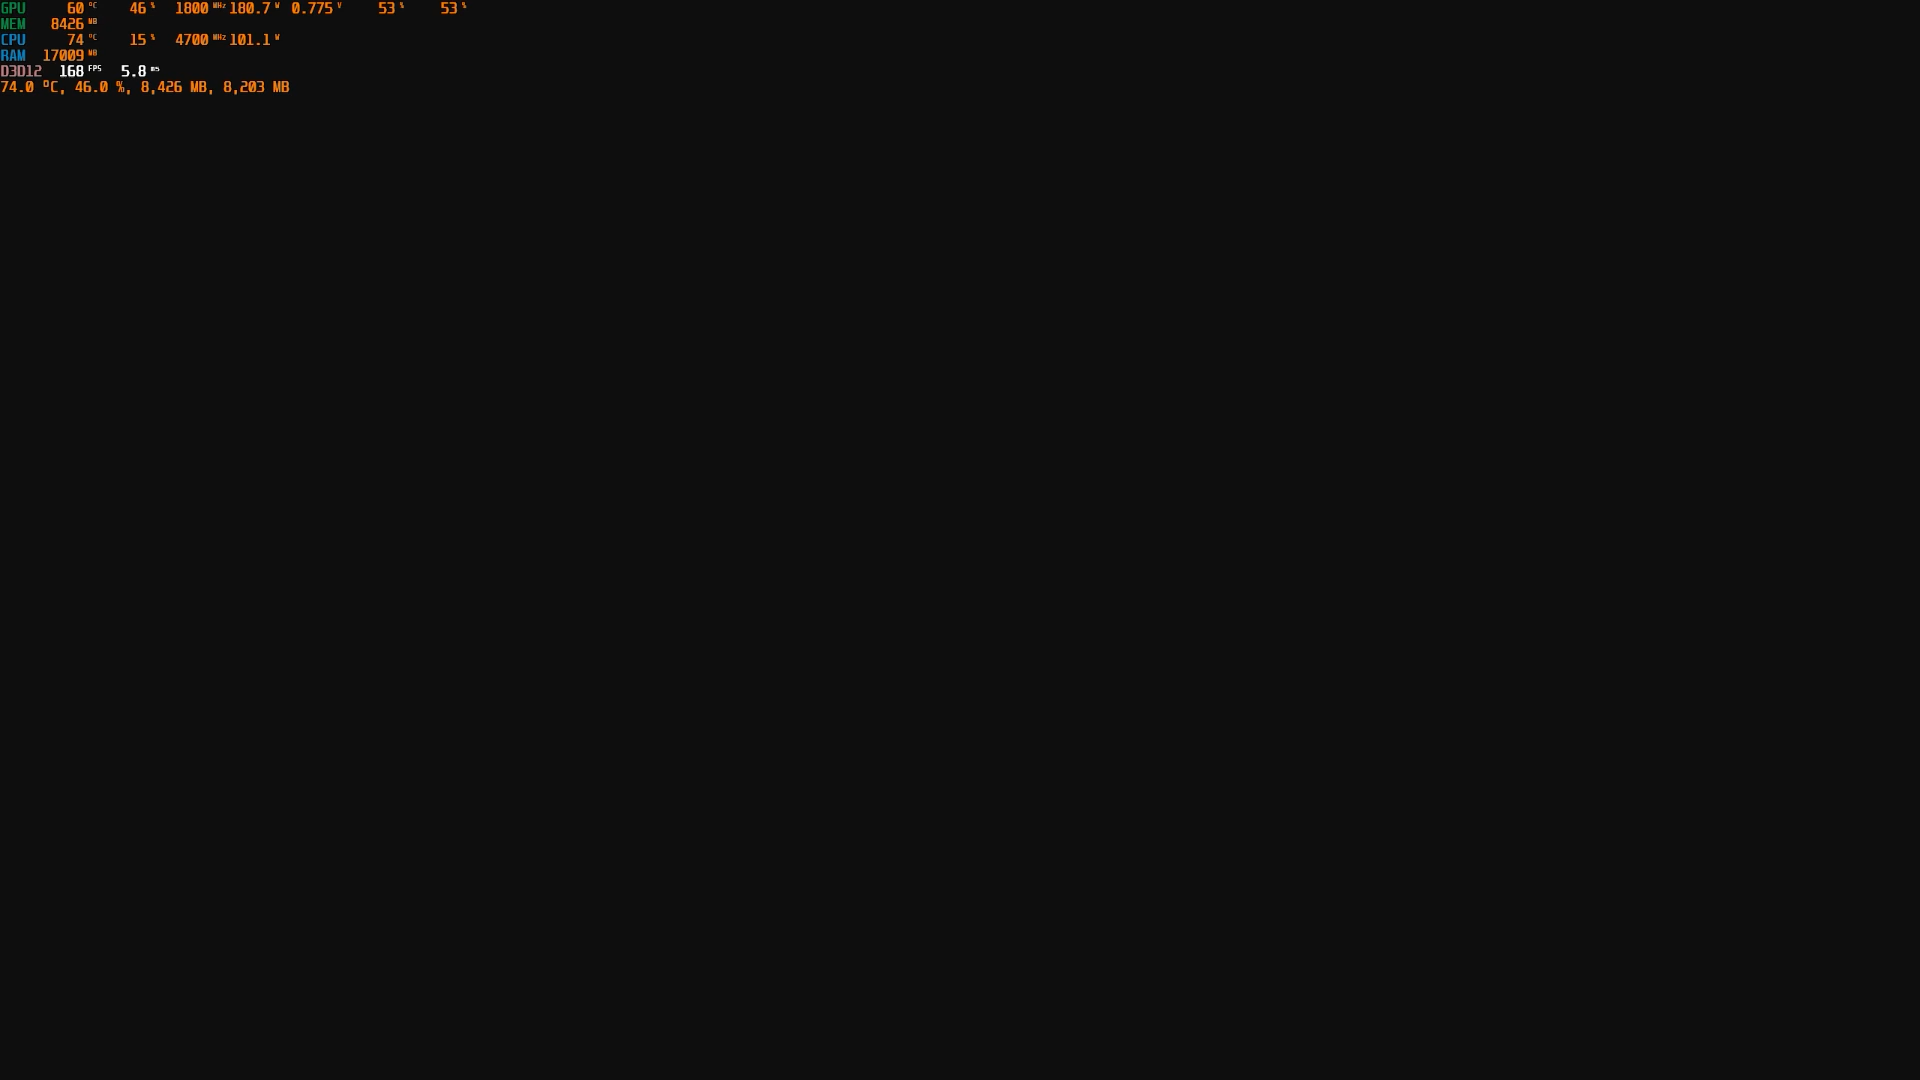 GPU 60 °C 46 % 1800 MHz 180.7 W 0.775 V 53 % 53 %
MEM 8426 MB
CPU 74 °C 15 % 4700 MHz 101.1 W
RAM 17009 MB
D3D12 168 FPS 5.8 ms
74.0 ºC, 46.0 %, 8,426 MB, 8,203 MB